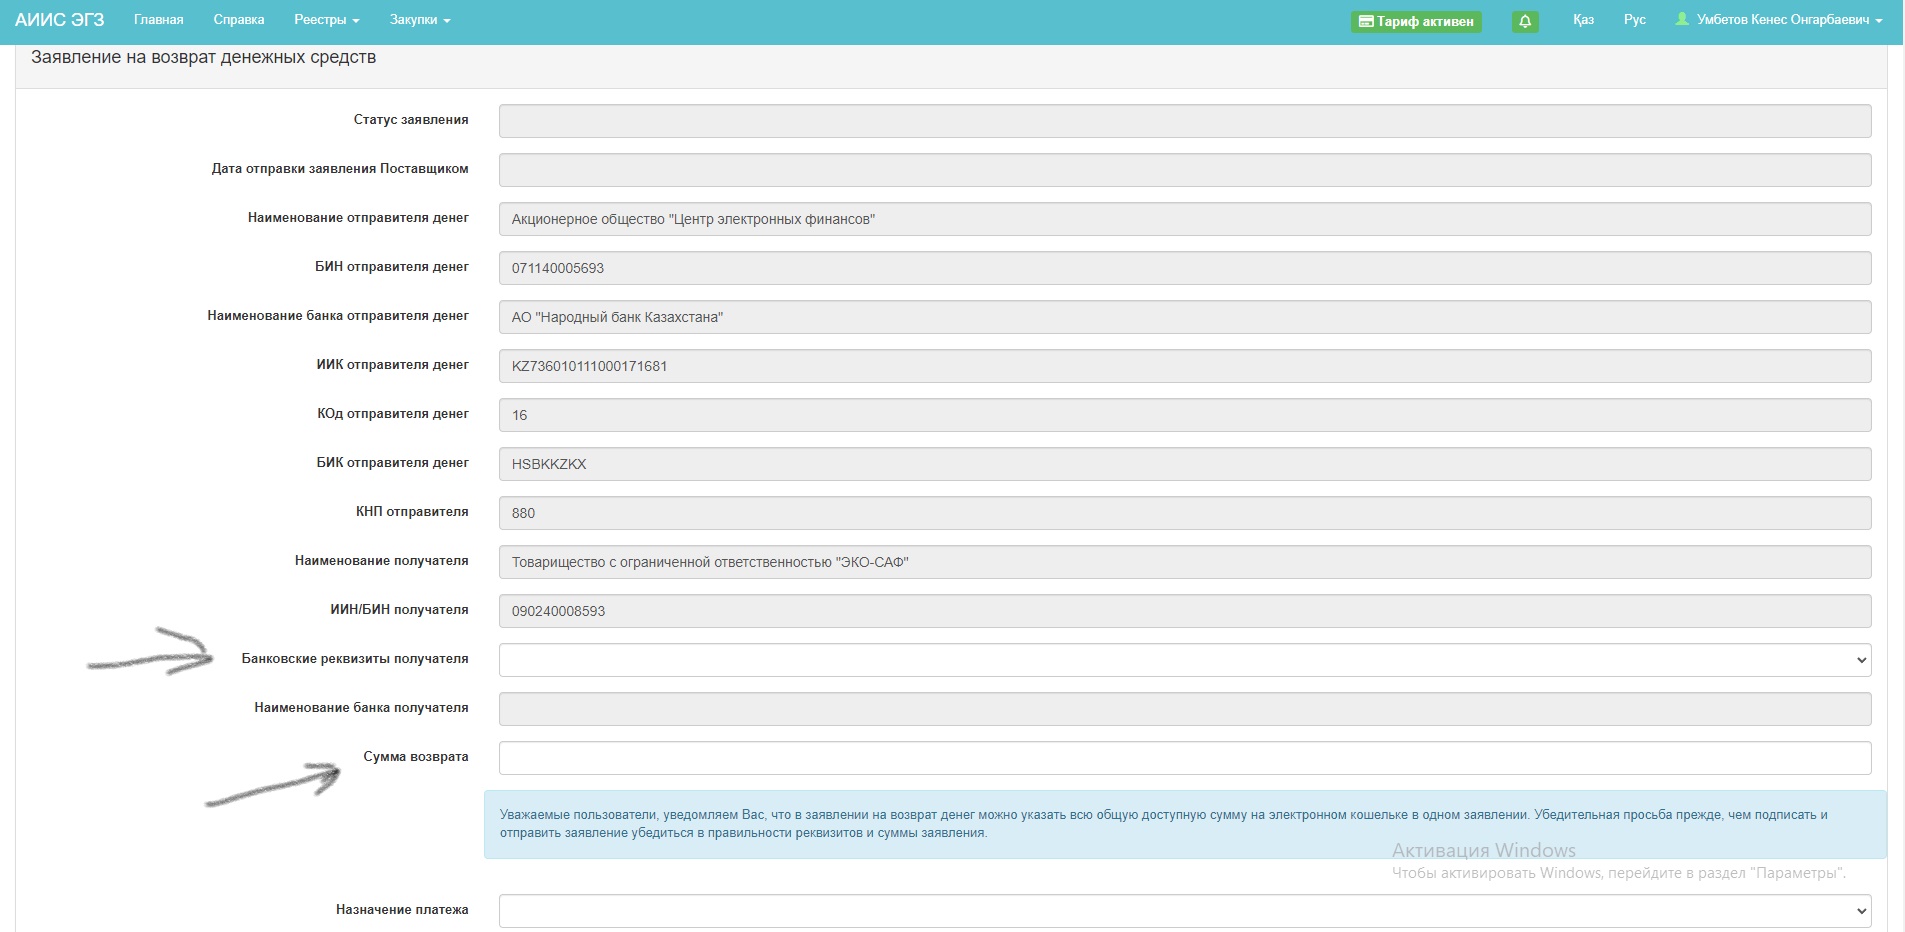 АИИС ЭГЗ Главная Справка Реестры Закупки Тариф активен Қаз Рус Умбетов Кенес Онгарбаевич
Заявление на возврат денежных средств
Статус заявления
Дата отправки заявления Поставщиком
Наименование отправителя денег Акционерное общество "Центр электронных финансов"
БИН отправителя денег 071140005693
Наименование банка отправителя денег АО "Народный банк Казахстана"
ИИК отправителя денег KZ736010111000171681
КОд отправителя денег 16
БИК отправителя денег HSBKKZKX
КНП отправителя 880
Наименование получателя Товарищество с ограниченной ответственностью "ЭКО-САФ"
ИИН/БИН получателя 090240008593
Банковские реквизиты получателя
Наименование банка получателя
Сумма возврата
Уважаемые пользователи, уведомляем Вас, что в заявлении на возврат денег можно указать всю общую доступную сумму на электронном кошельке в одном заявлении. Убедительная просьба прежде, чем подписать и
отправить заявление убедиться в правильности реквизитов и суммы заявления.
Активация Windows
Чтобы активировать Windows, перейдите в раздел "Параметры".
Назначение платежа